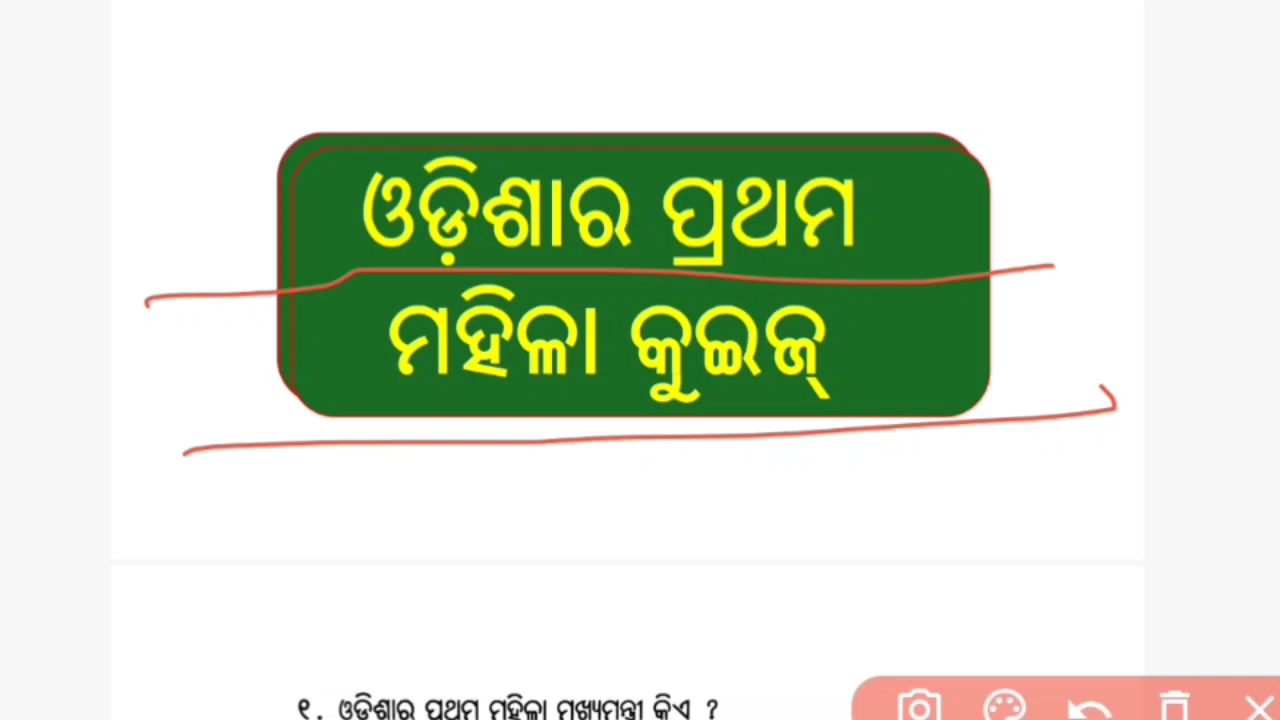 ଓଡ଼ିଶାର ପ୍ରଥମ
ମହିଳା କୁଇଜ୍
୧. ଓଡିଶାର ପ୍ରଥମ ମହିଳା ମୁଖ୍ୟମନ୍ତ୍ରୀ କିଏ ?